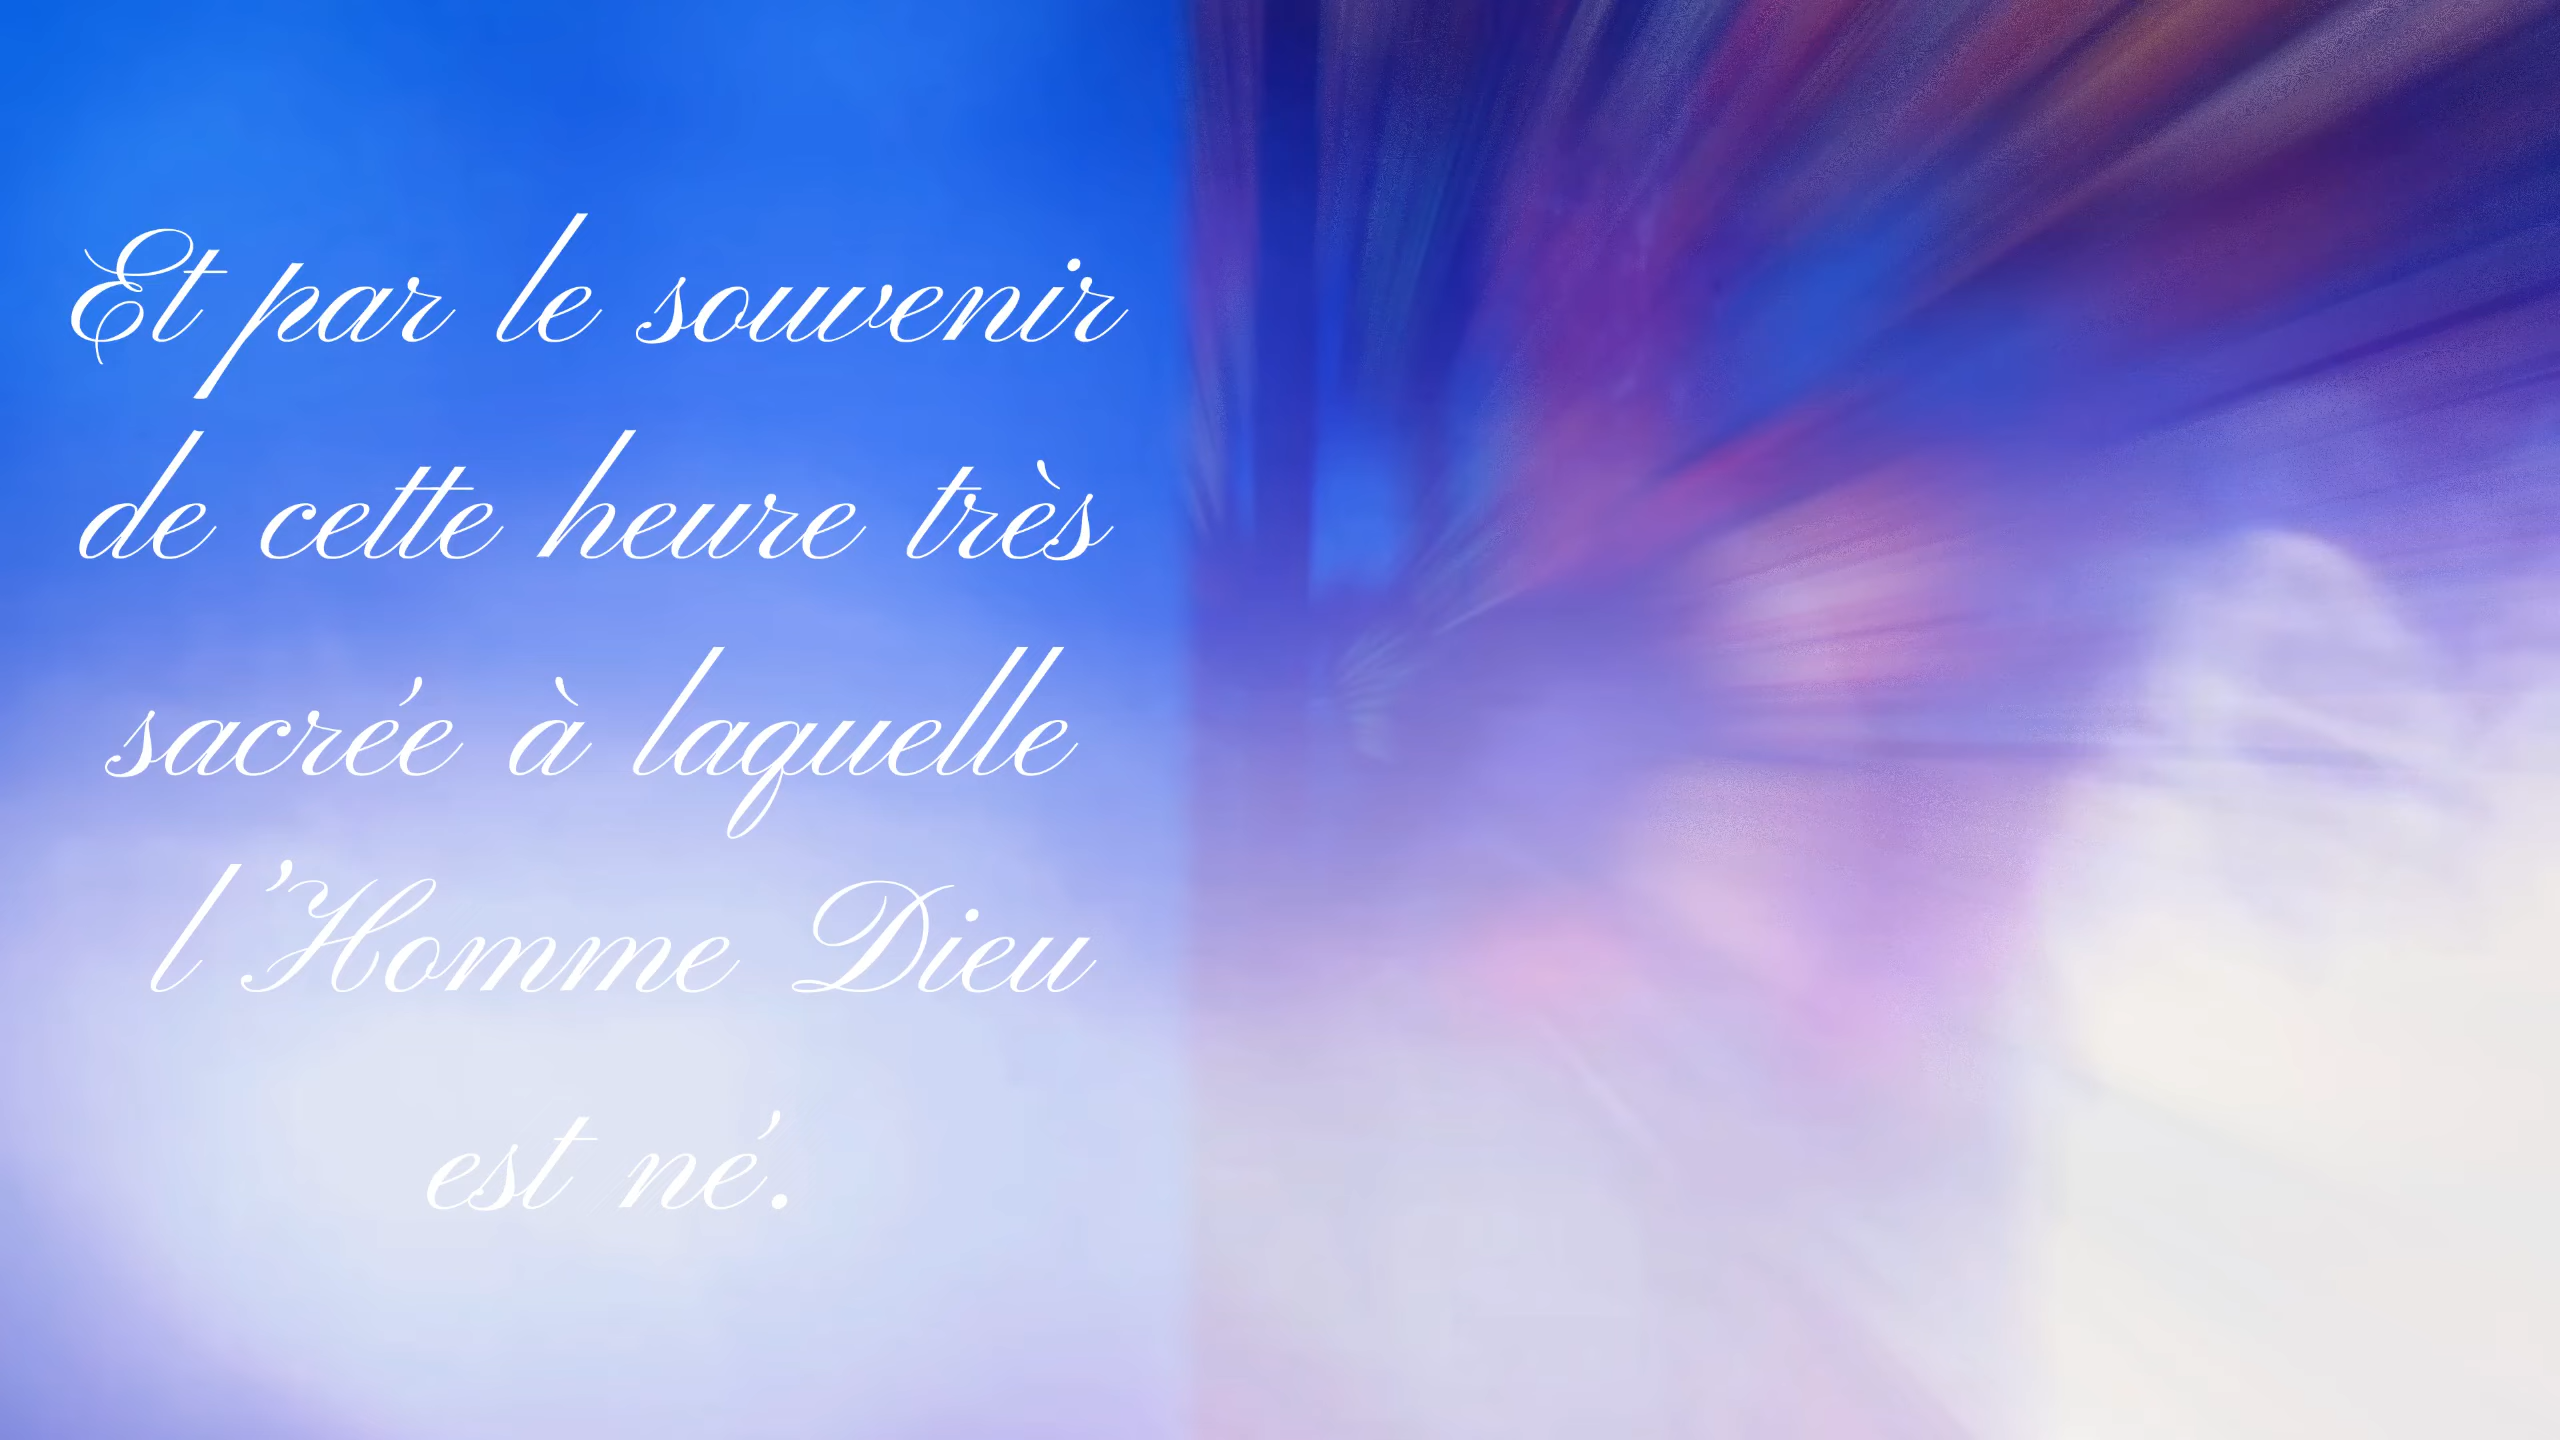 Et par le souvenir
de cette heure très
sacrée à laquelle
l'Homme Dieu
est né.